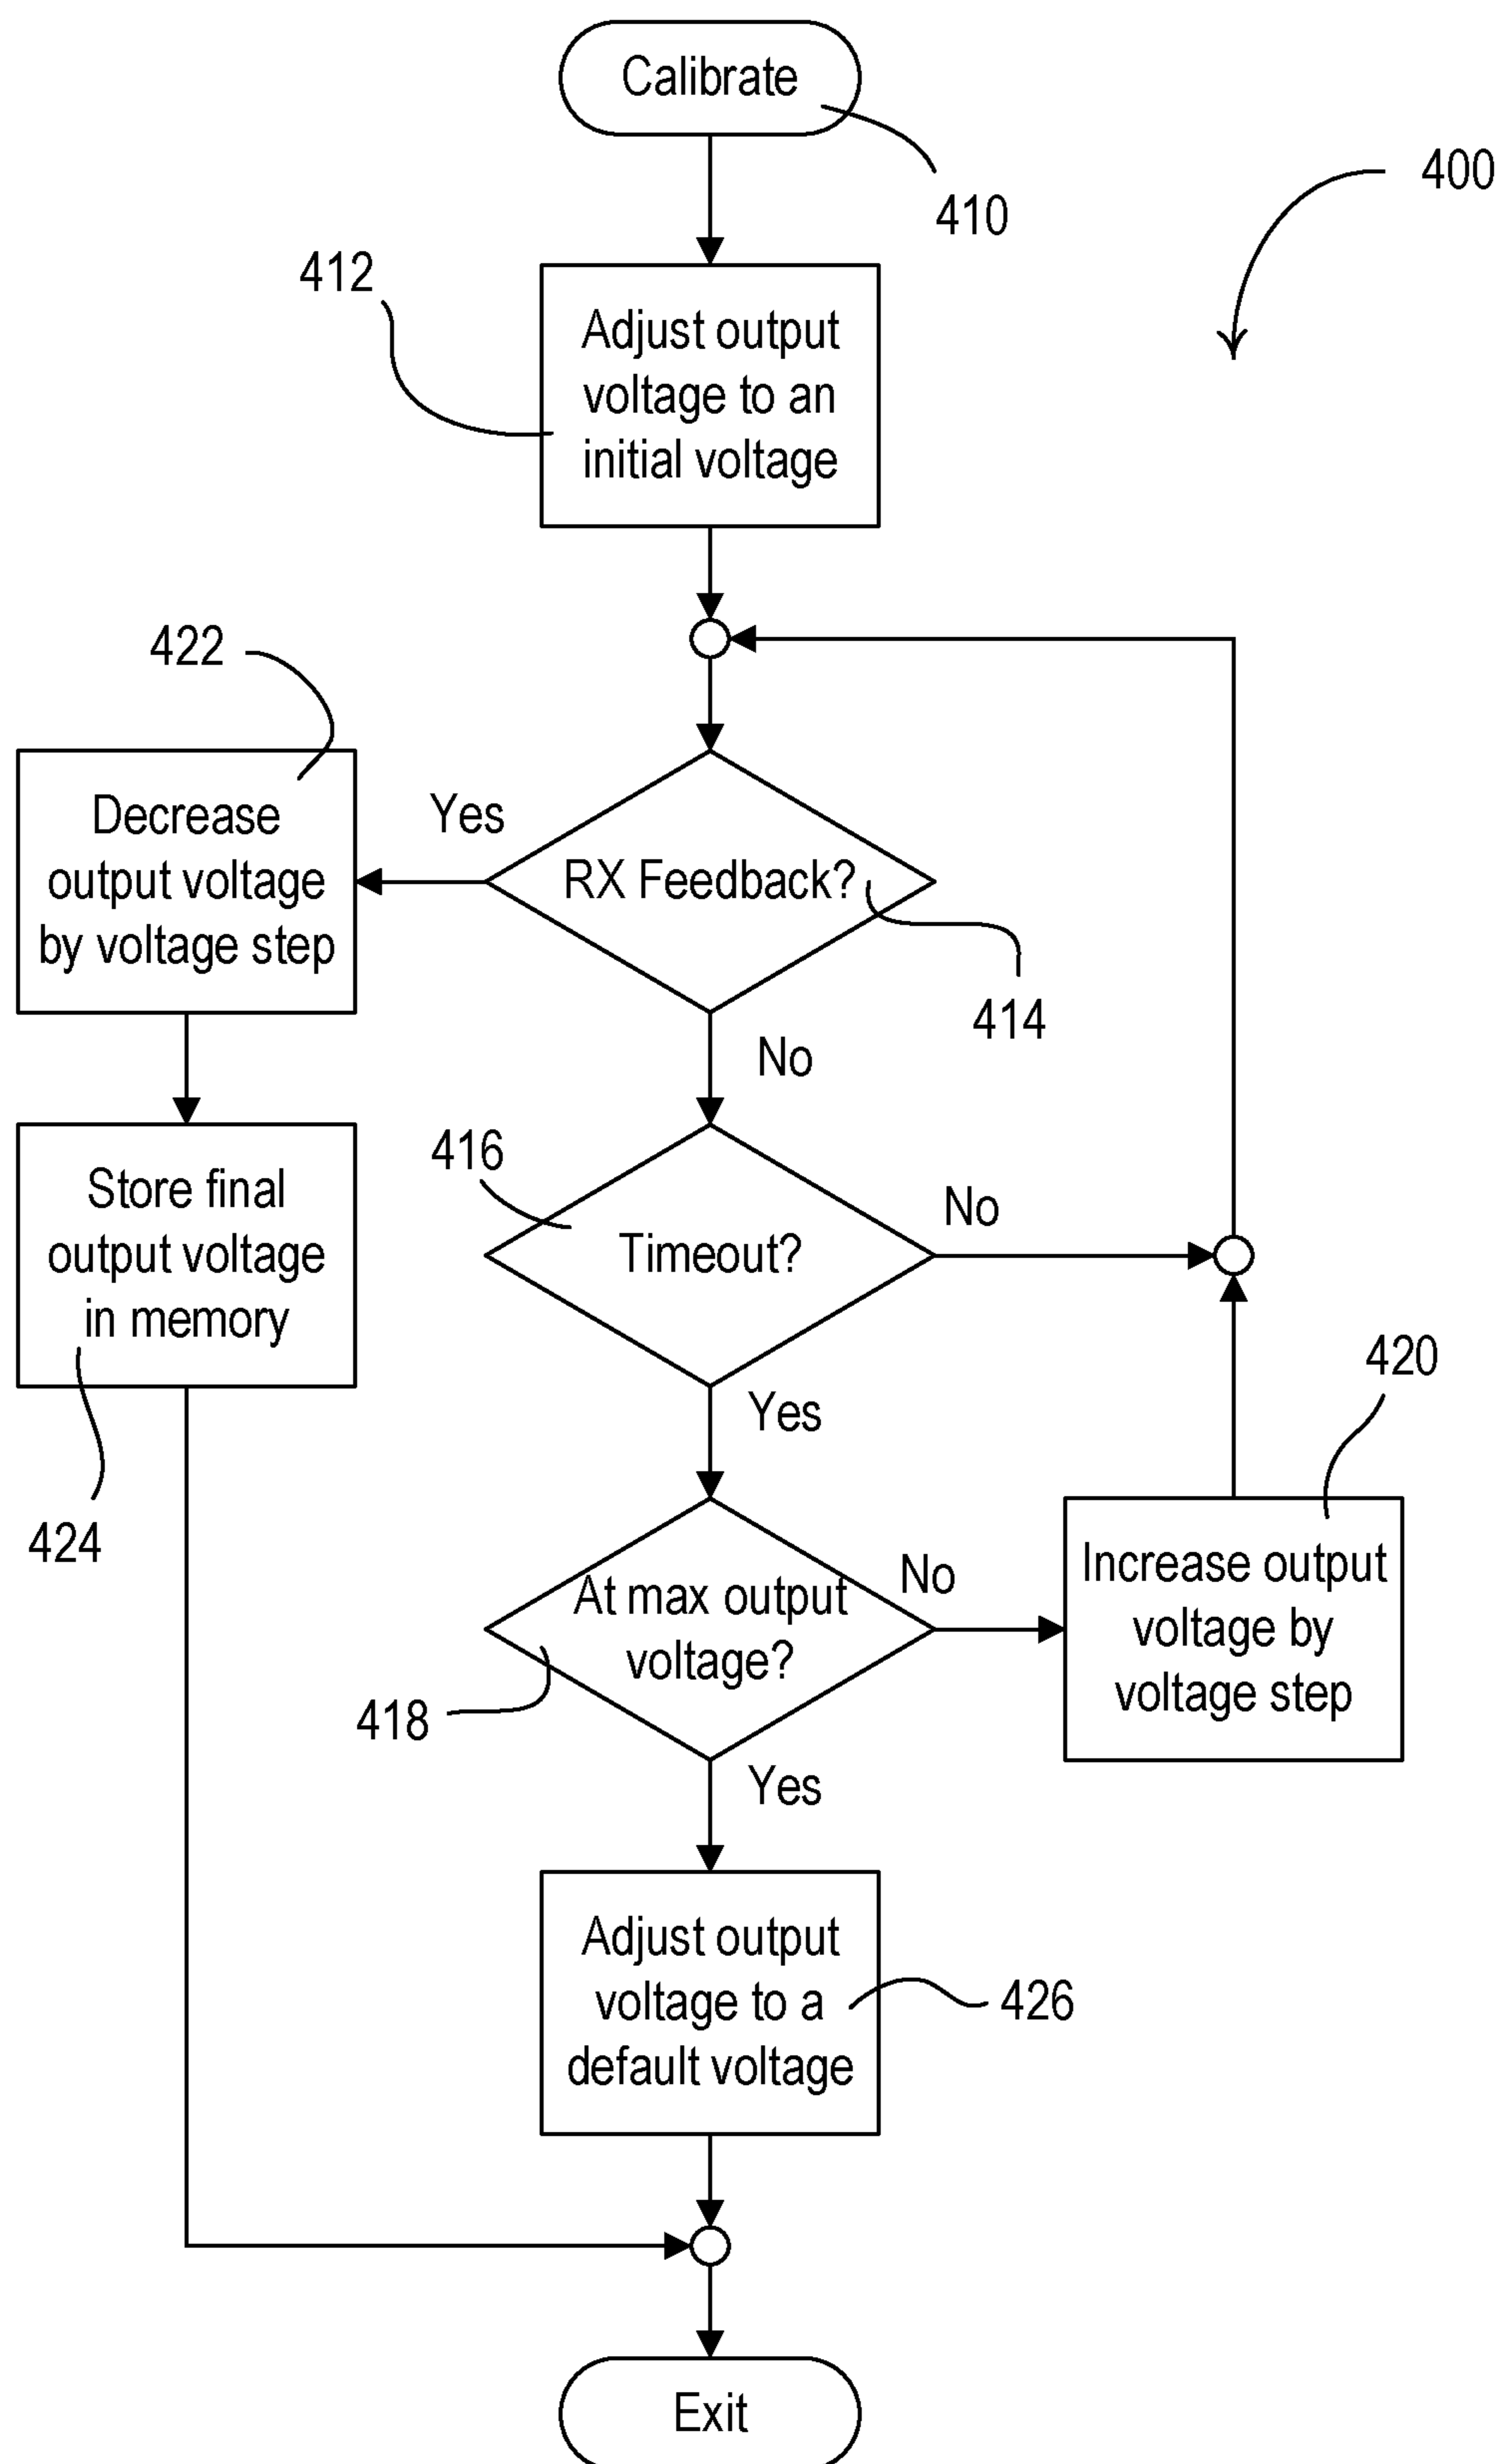 Calibrate
410
400
412
Adjust output
voltage to an
initial voltage
422
Decrease
output voltage
by voltage step
Yes
RX Feedback?
414
No
Store final
output voltage
in memory
424
416
Timeout?
No
Yes
420
Increase output
voltage by
voltage step
At max output
voltage?
No
418
Yes
Adjust output
voltage to a
default voltage
426
Exit